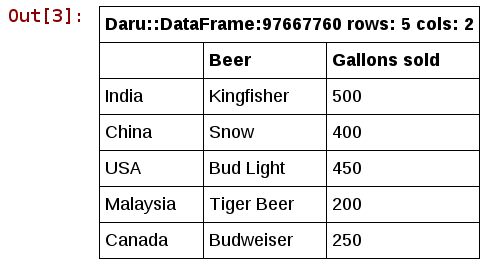 Out[3]: Daru::DataFrame:97667760 rows: 5 cols: 2
Beer Gallons sold
India Kingfisher 500
China Snow 400
USA Bud Light 450
Malaysia Tiger Beer 200
Canada Budweiser 250